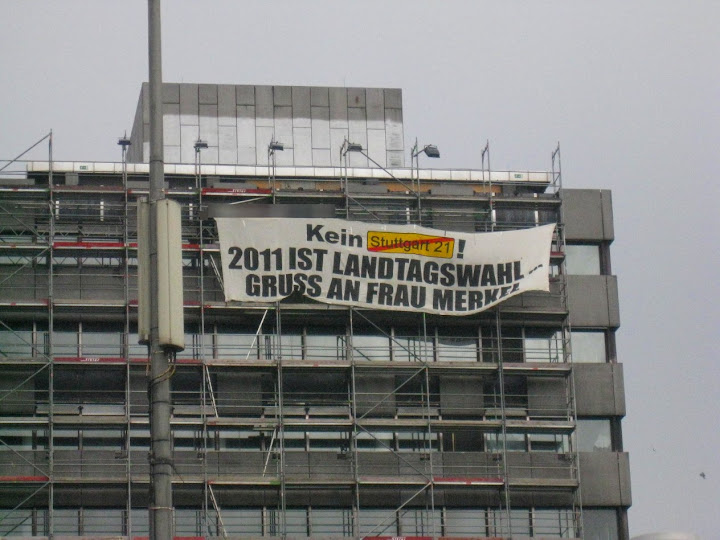 Kein Stuttgart 21!
2011 IST LANDTAGSWAHL...
GRUSS AN FRAU MERKEL